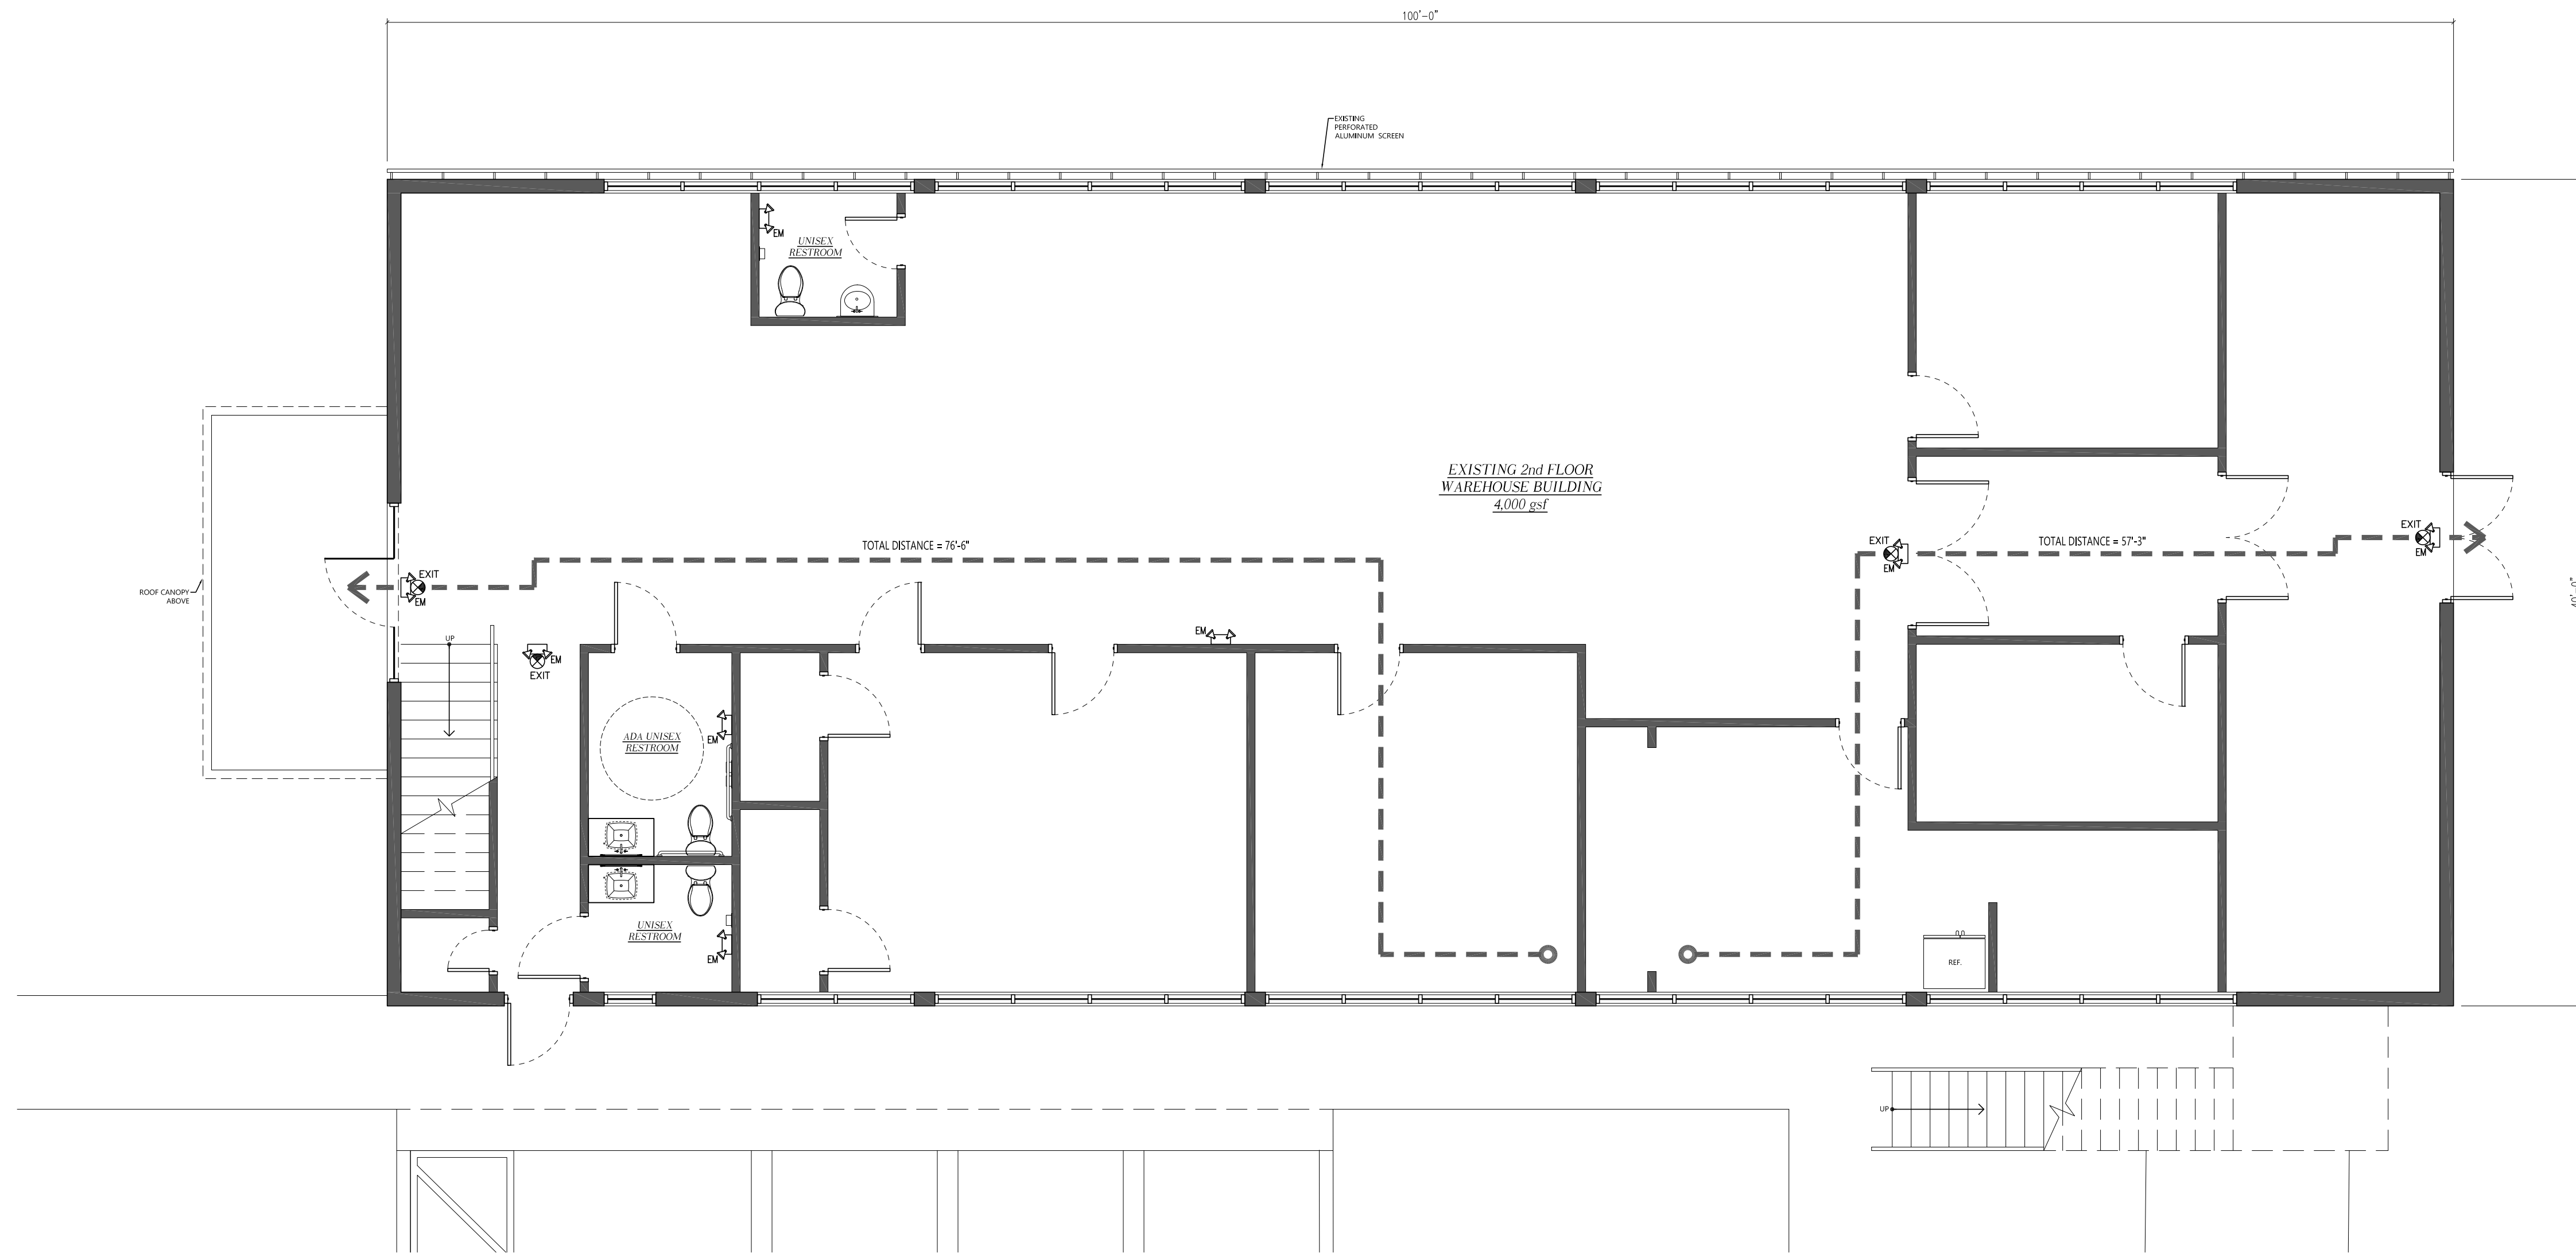 100'-0"
EXISTING
PERFORATED
ALUMINUM SCREEN
EM
UNISEX
RESTROOM
EXISTING 2nd FLOOR
WAREHOUSE BUILDING
4,000 gsf
TOTAL DISTANCE = 76'-6"
EXIT
EM
EXIT
EM
TOTAL DISTANCE = 57'-3"
EXIT
EM
ROOF CANOPY
ABOVE
40'-0"
UP
EM
EXIT
EM
ADA UNISEX
RESTROOM
EM
UNISEX
RESTROOM
EM
REF.
UP